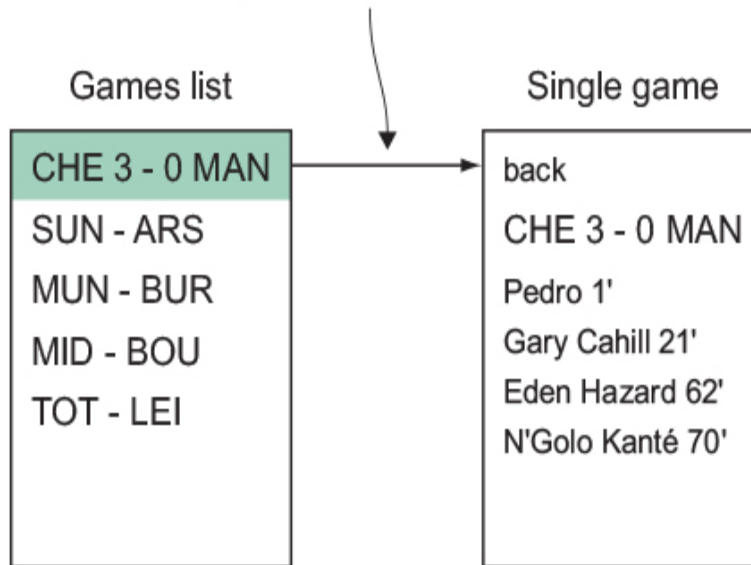 Games list
CHE 3 - 0 MAN
SUN - ARS
MUN - BUR
MID - BOU
TOT - LEI
Single game
back
CHE 3 - 0 MAN
Pedro 1'
Gary Cahill 21'
Eden Hazard 62'
N'Golo Kanté 70'